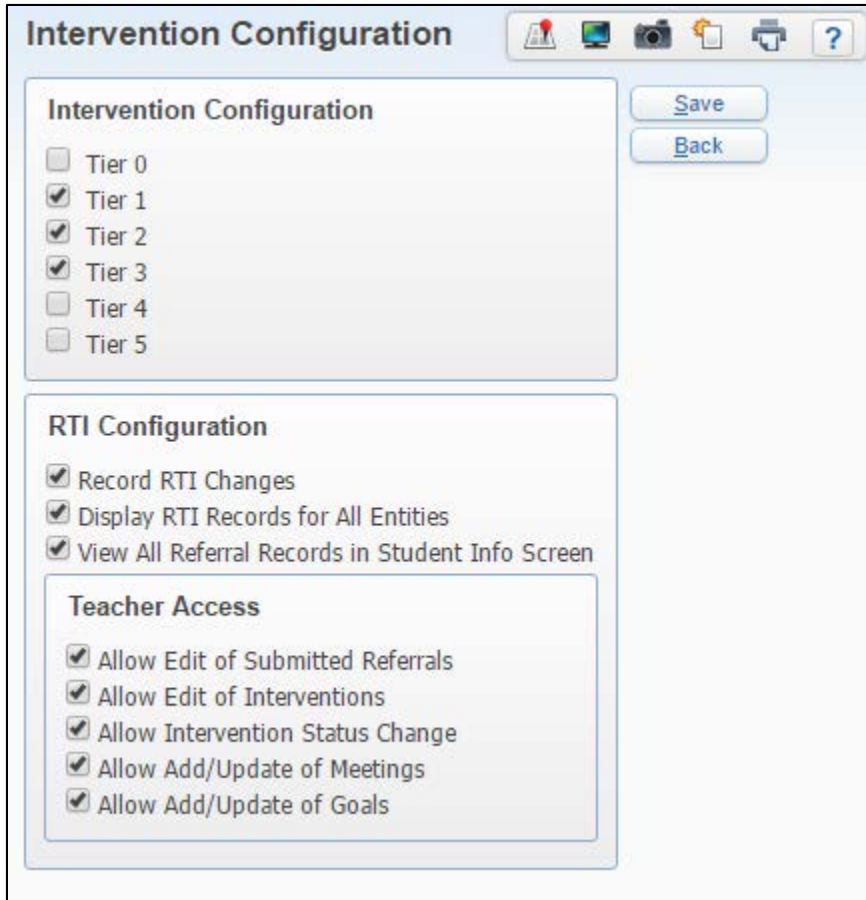 Intervention Configuration
?
Intervention Configuration
Tier 0
Tier 1
Tier 2
Tier 3
Tier 4
Tier 5
Save
Back
RTI Configuration
Record RTI Changes
Display RTI Records for All Entities
View All Referral Records in Student Info Screen
Teacher Access
Allow Edit of Submitted Referrals
Allow Edit of Interventions
Allow Intervention Status Change
Allow Add/Update of Meetings
Allow Add/Update of Goals